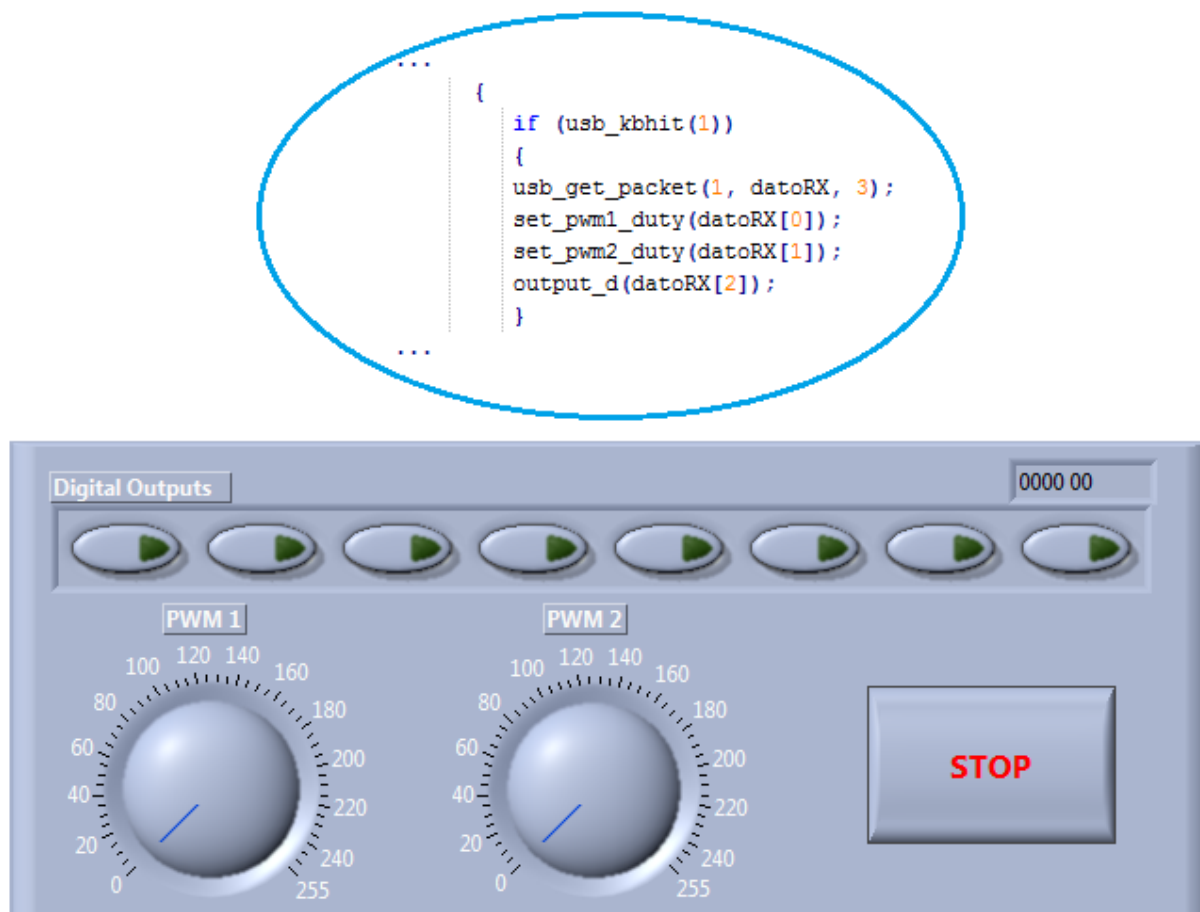 ...
{
if (usb_kbhit(1))
{
usb_get_packet(1, datoRX, 3);
set_pwm1_duty(datoRX[0]);
set_pwm2_duty(datoRX[1]);
output_d(datoRX[2]);
}
...
Digital Outputs
0000 00
PWM 1
0 20 40 60 80 100 120 140 160 180 200 220 240 255
PWM 2
0 20 40 60 80 100 120 140 160 180 200 220 240 255
STOP